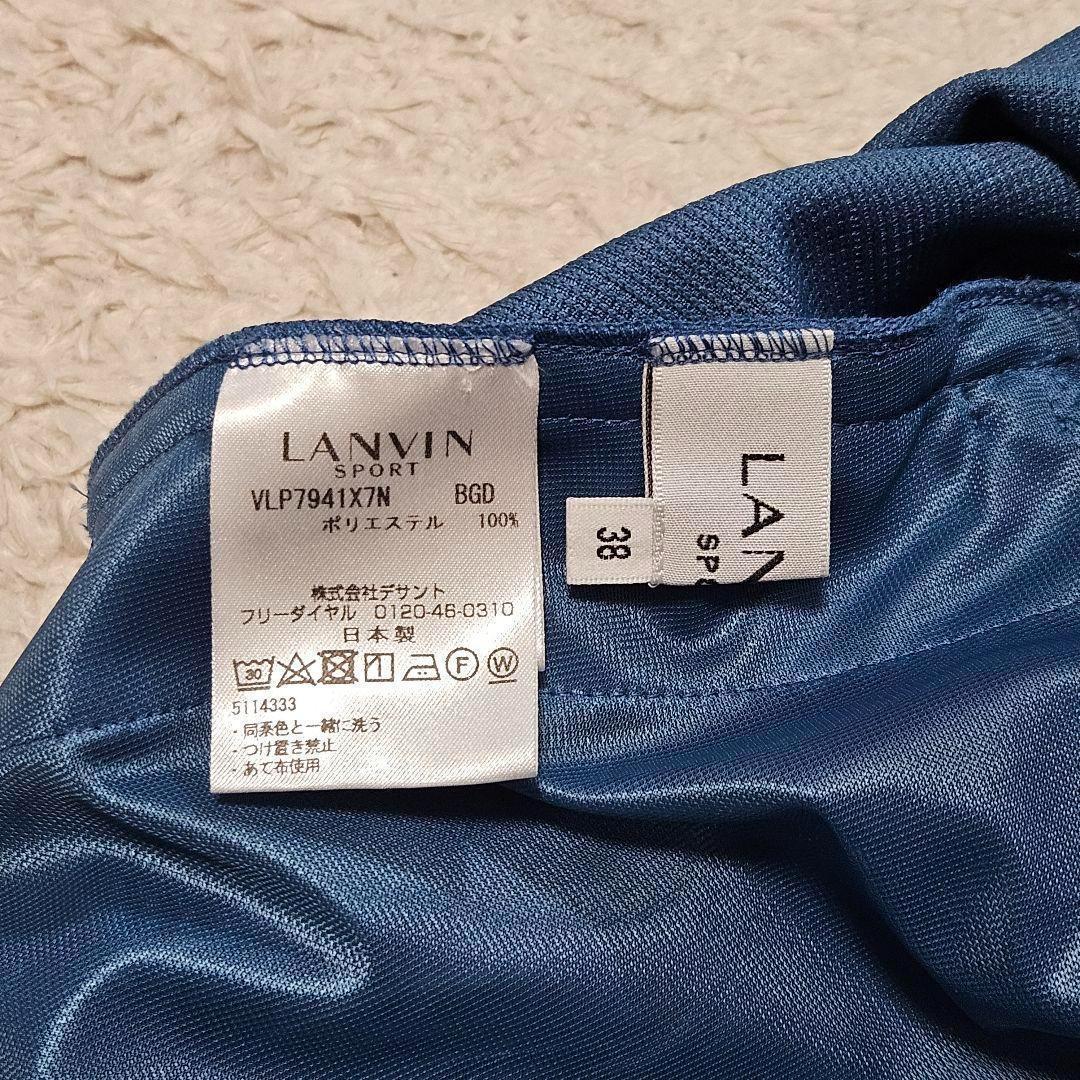 LANVIN
SPORT
VLP7941X7N BGD
ポリエステル 100%
株式会社デサント
フリーダイヤル 0120-46-0310
日本製
30
F
W
5114333
・同系色と一緒に洗う
・つけ置き禁止
・あて布使用
38
LAN
SP